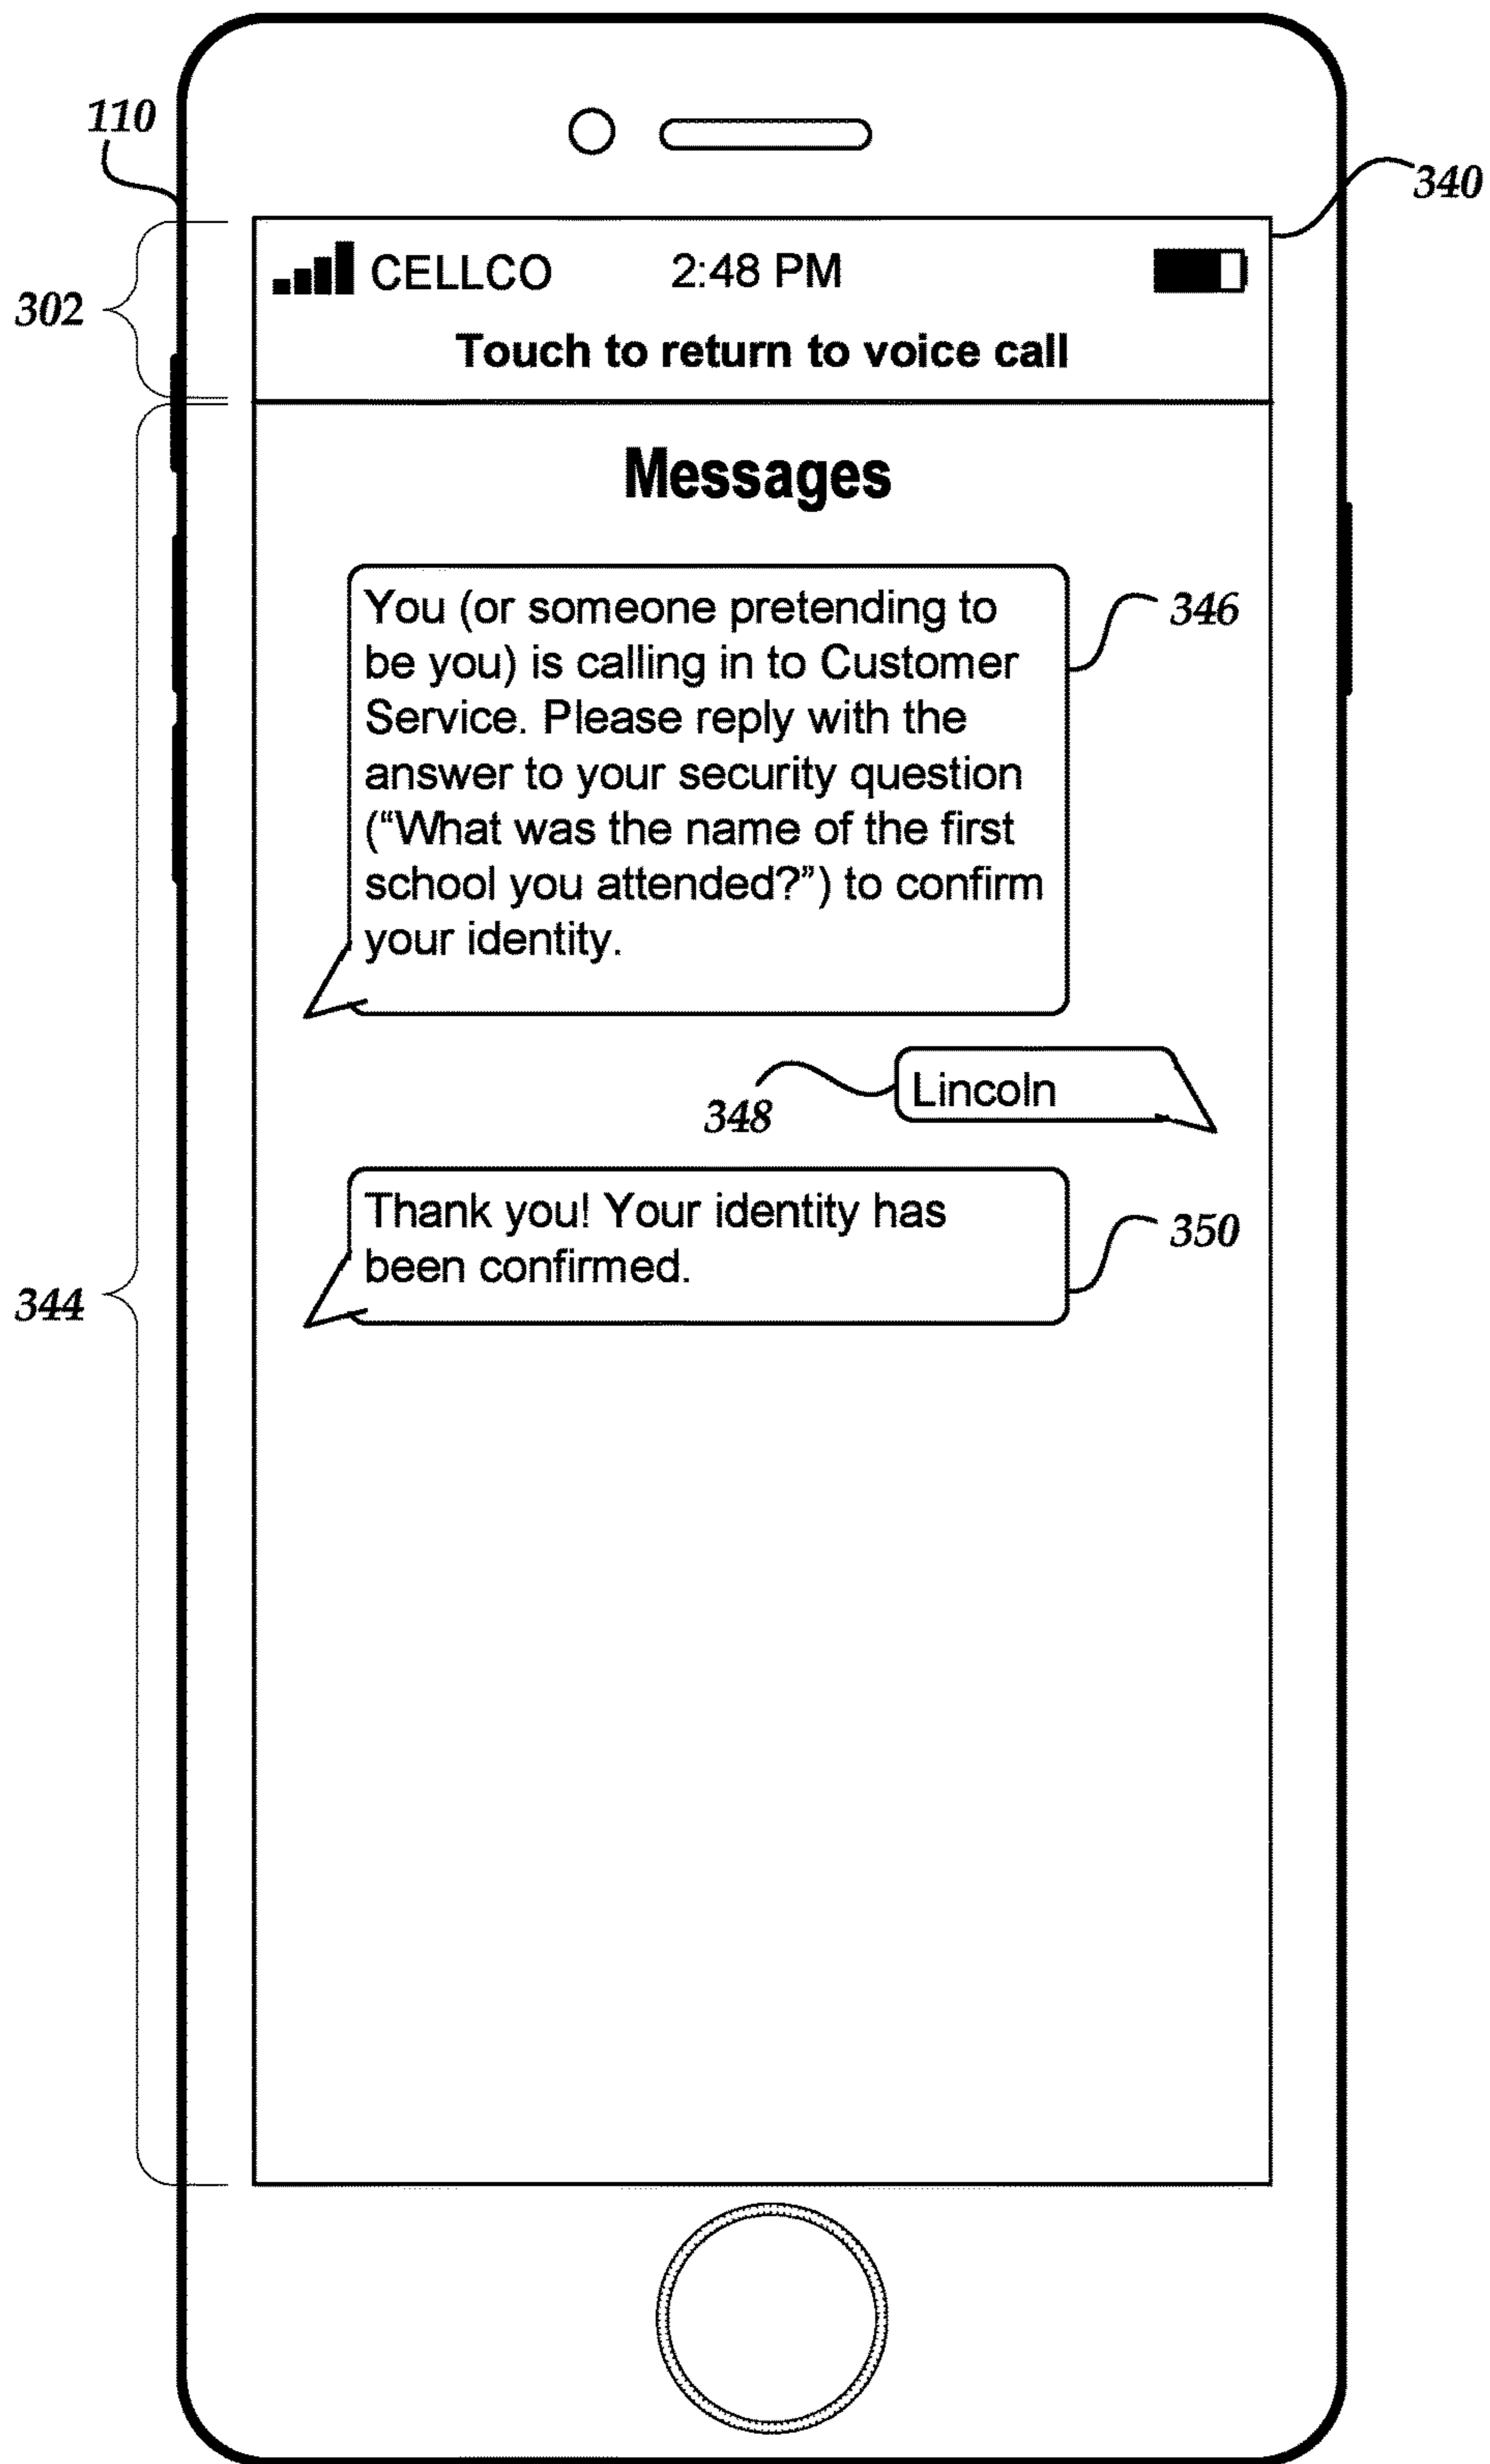 110
340
CELLCO 2:48 PM
302
Touch to return to voice call
Messages
You (or someone pretending to
346
be you) is calling in to Customer
Service. Please reply with the
answer to your security question
(“What was the name of the first
school you attended?”) to confirm
your identity.
Lincoln
348
Thank you! Your identity has
350
been confirmed.
344